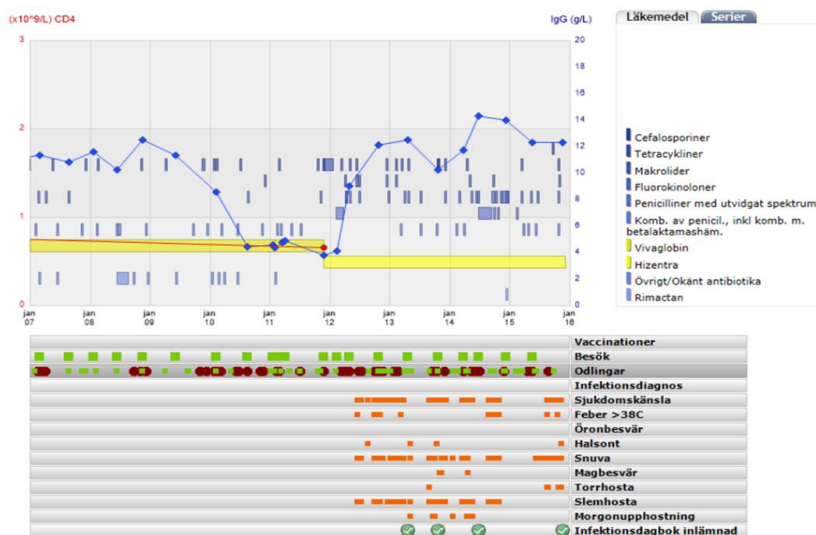 (x10^9/L) CD4
IgG (g/L)
3
2
1
0
20
18
16
14
12
10
8
6
4
2
0
jan jan jan jan jan jan jan jan jan jan
07 08 09 10 11 12 13 14 15 16
Läkemedel Serier
Cefalosporiner
Tetracykliner
Makrolider
Fluorokinoloner
Penicilliner med utvidgat spektrum
Komb. av penicil., inkl komb. m.
betalaktamashäm.
Vivaglobin
Hizentra
Övrigt/Okänt antibiotika
Rimactan
Vaccinationer
Besök
Odlingar
Infektionsdiagnos
Sjukdomskänsla
Feber >38C
Öronbesvär
Halsont
Snuva
Magbesvär
Torrhosta
Slemhosta
Morgonupphostning
Infektionsdagbok inlämnad